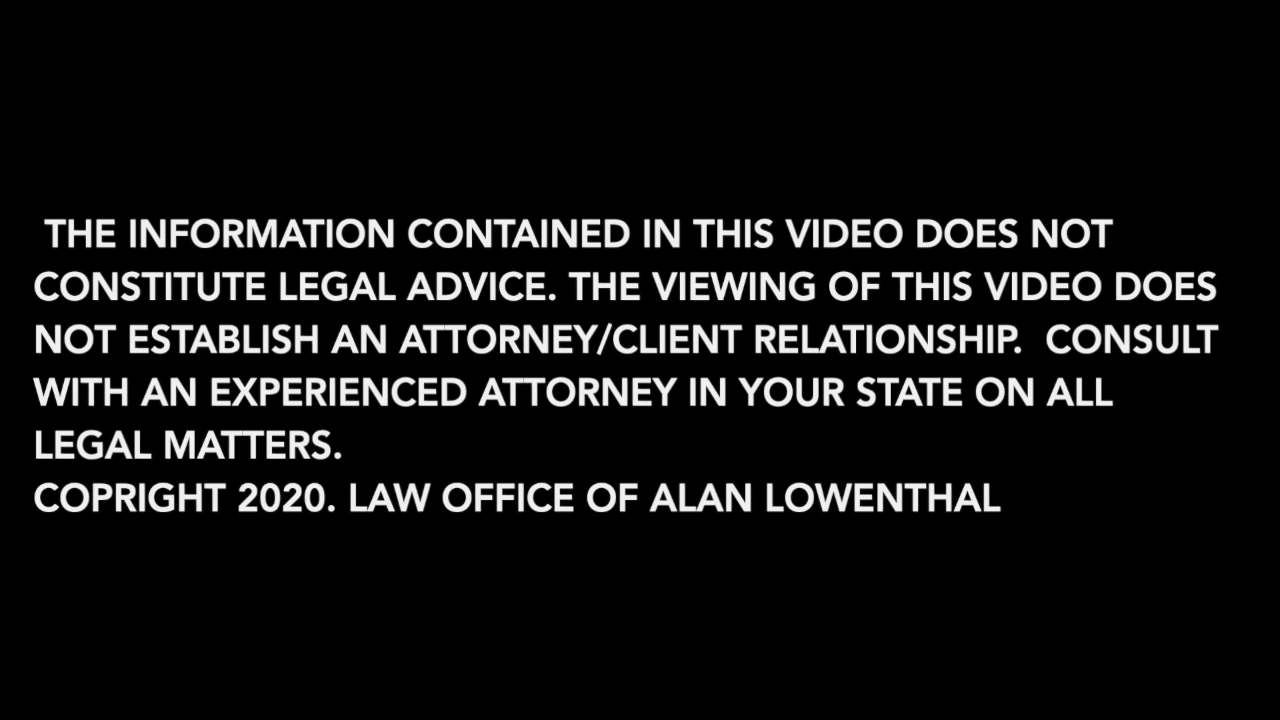 THE INFORMATION CONTAINED IN THIS VIDEO DOES NOT
CONSTITUTE LEGAL ADVICE. THE VIEWING OF THIS VIDEO DOES
NOT ESTABLISH AN ATTORNEY/CLIENT RELATIONSHIP.  CONSULT
WITH AN EXPERIENCED ATTORNEY IN YOUR STATE ON ALL
LEGAL MATTERS.
COPRIGHT 2020. LAW OFFICE OF ALAN LOWENTHAL